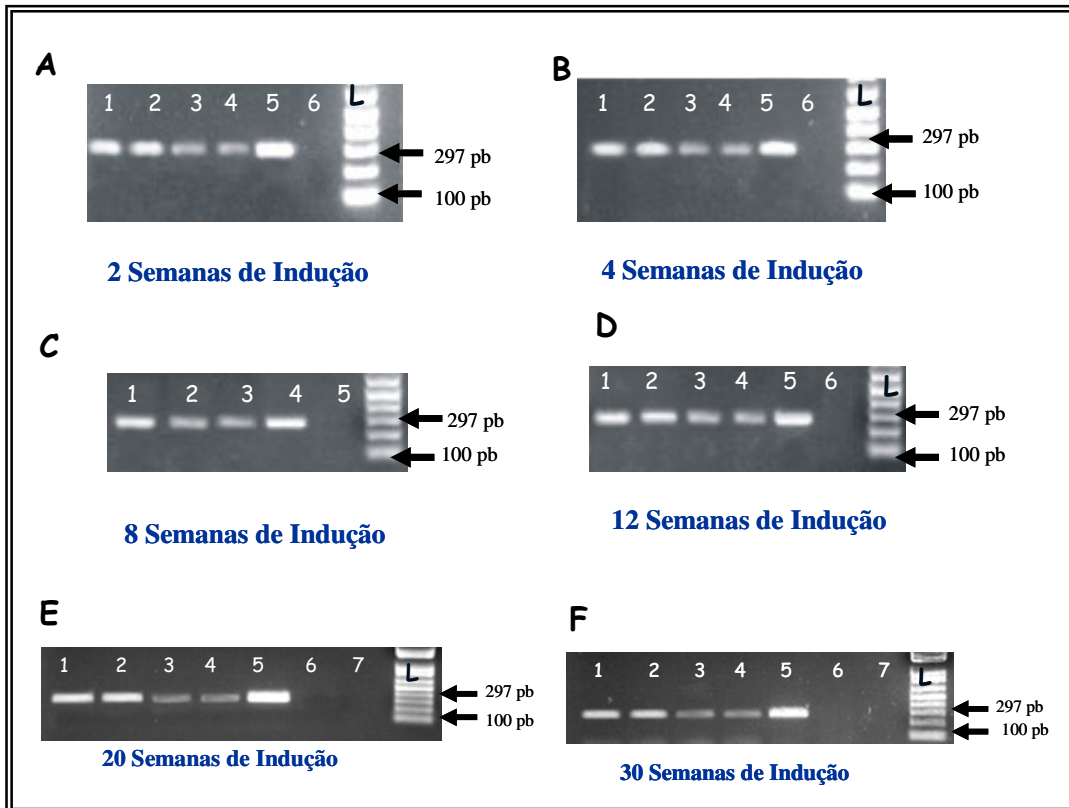 A
1 2 3 4 5 6 L
297 pb
100 pb
2 Semanas de Indução
B
1 2 3 4 5 6 L
297 pb
100 pb
4 Semanas de Indução
C
1 2 3 4 5
297 pb
100 pb
8 Semanas de Indução
D
1 2 3 4 5 6 L
297 pb
100 pb
12 Semanas de Indução
E
1 2 3 4 5 6 7 L
297 pb
100 pb
20 Semanas de Indução
F
1 2 3 4 5 6 7 L
297 pb
100 pb
30 Semanas de Indução